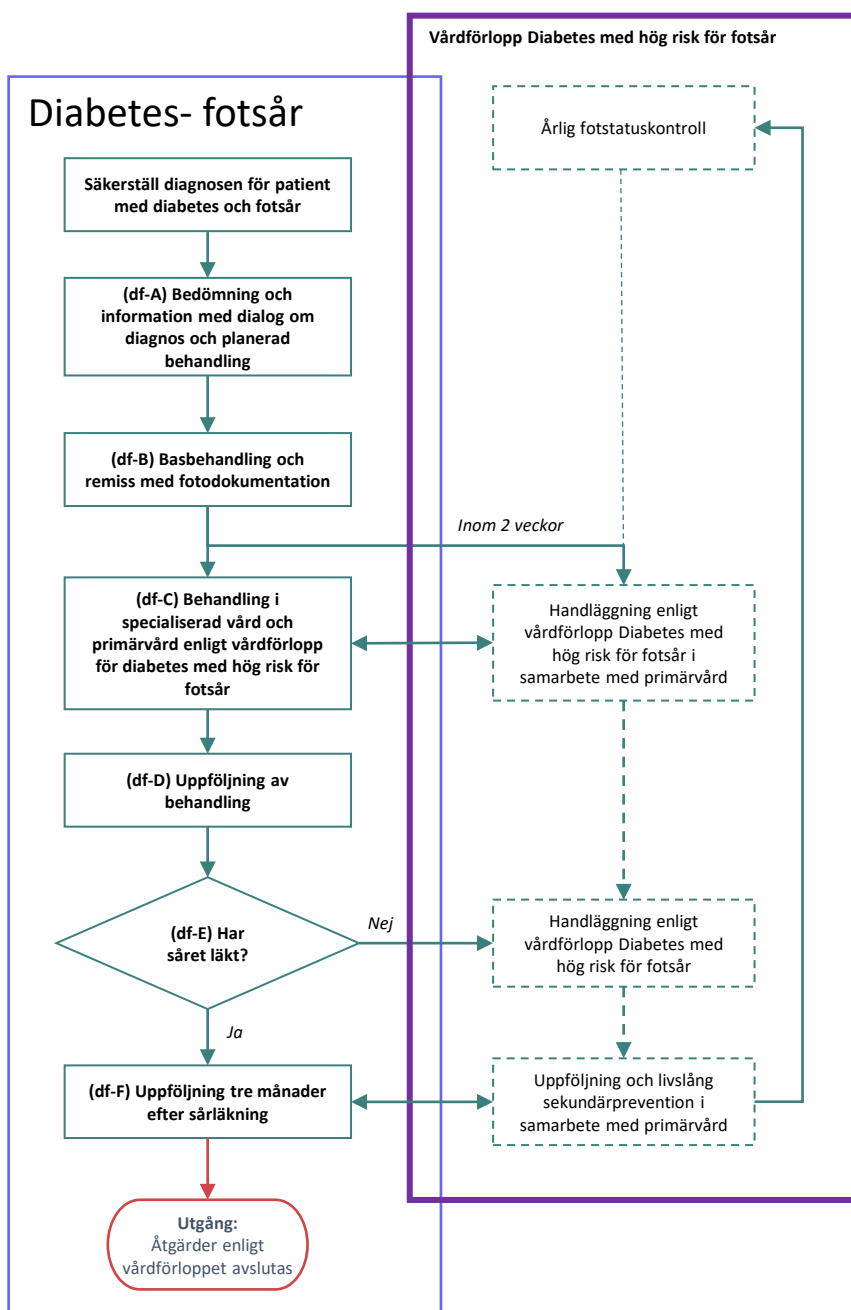 Vårdförlopp Diabetes med hög risk för fotsår
Diabetes- fotsår
Årlig fotstatuskontroll
Säkerställ diagnosen för patient
med diabetes och fotsår
(df-A) Bedömning och
information med dialog om
diagnos och planerad
behandling
(df-B) Basbehandling och
remiss med fotodokumentation
Inom 2 veckor
(df-C) Behandling i
specialiserad vård och
primärvård enligt vårdförlopp
för diabetes med hög risk för
fotsår
Handläggning enligt
vårdförlopp Diabetes med
hög risk för fotsår i
samarbete med primärvård
(df-D) Uppföljning av
behandling
(df-E) Har
såret läkt?
Nej
Handläggning enligt
vårdförlopp Diabetes med
hög risk för fotsår
Ja
(df-F) Uppföljning tre månader
efter sårläkning
Uppföljning och livslång
sekundärprevention i
samarbete med primärvård
Utgång:
Åtgärder enligt
vårdförloppet avslutas